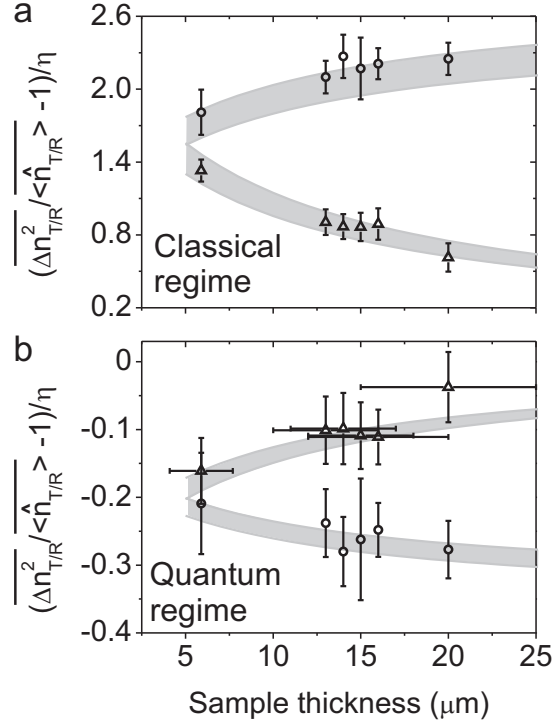 a
2.6
2.0
1.4
0.8
0.2
(Δn²T/R/<n̂T/R> -1)/η
Classical
regime
b
0
-0.1
-0.2
-0.3
-0.4
(Δn²T/R/<n̂T/R> -1)/η
Quantum
regime
5 10 15 20 25
Sample thickness (μm)